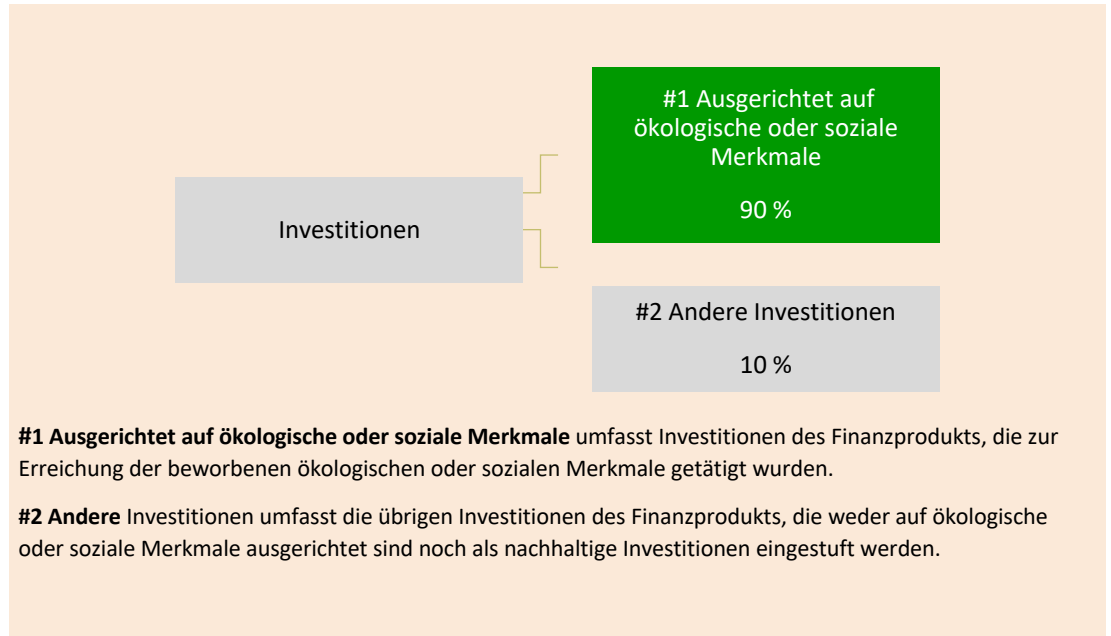 #1 Ausgerichtet auf
ökologische oder soziale
Merkmale
90 %
Investitionen
#2 Andere Investitionen
10 %
#1 Ausgerichtet auf ökologische oder soziale Merkmale umfasst Investitionen des Finanzprodukts, die zur
Erreichung der beworbenen ökologischen oder sozialen Merkmale getätigt wurden.
#2 Andere Investitionen umfasst die übrigen Investitionen des Finanzprodukts, die weder auf ökologische
oder soziale Merkmale ausgerichtet sind noch als nachhaltige Investitionen eingestuft werden.